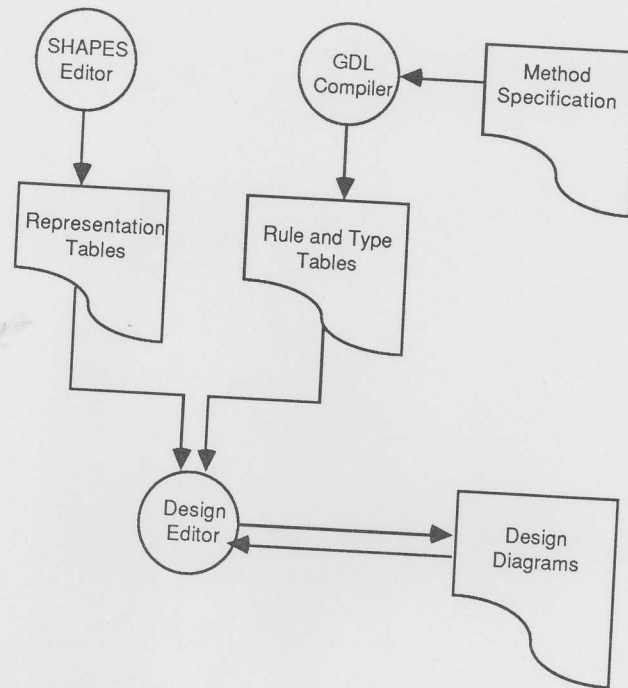 SHAPES
Editor
GDL
Compiler
Method
Specification
Representation
Tables
Rule and Type
Tables
Design
Editor
Design
Diagrams